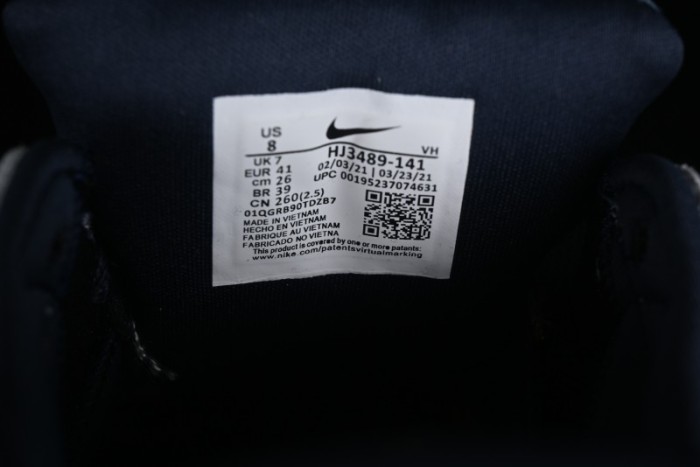 US
8
VH
UK 7
HJ3489-141
EUR 41
02/03/21 | 03/23/21
cm 26
UPC 00195237074631
BR 39
CN 260(2.5)
01QGRB90TDZB7
MADE IN VIETNAM
HECHO EN VIETNAM
FABRIQUE AU VIETNAM
FABRICADO NO VIETNA
This product is covered by one or more patents:
www.nike.com/patentsvirtualmarking